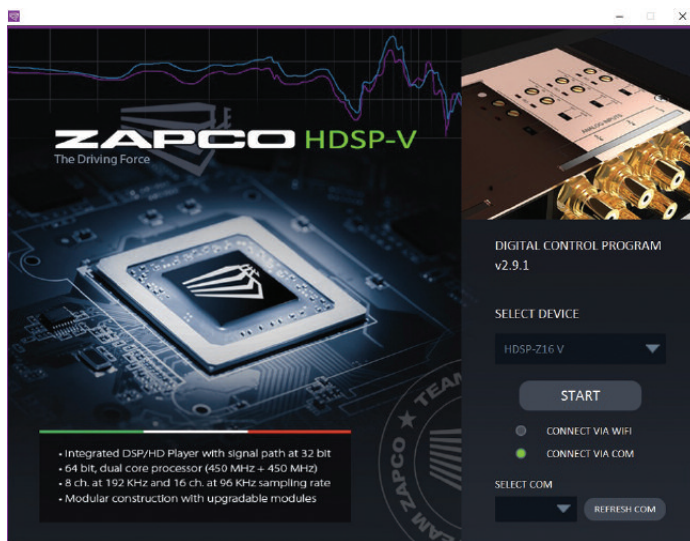 ZAPCO HDSP-V
The Driving Force
ANALOG INPUTS
DIGITAL CONTROL PROGRAM
v2.9.1
SELECT DEVICE
HDSP-Z16 V
START
CONNECT VIA WIFI
CONNECT VIA COM
SELECT COM
REFRESH COM
• Integrated DSP/HD Player with signal path at 32 bit
• 64 bit, dual core processor (450 MHz + 450 MHz)
• 8 ch. at 192 KHz and 16 ch. at 96 KHz sampling rate
• Modular construction with upgradable modules
TEAM ZAPCO ★ TEAM